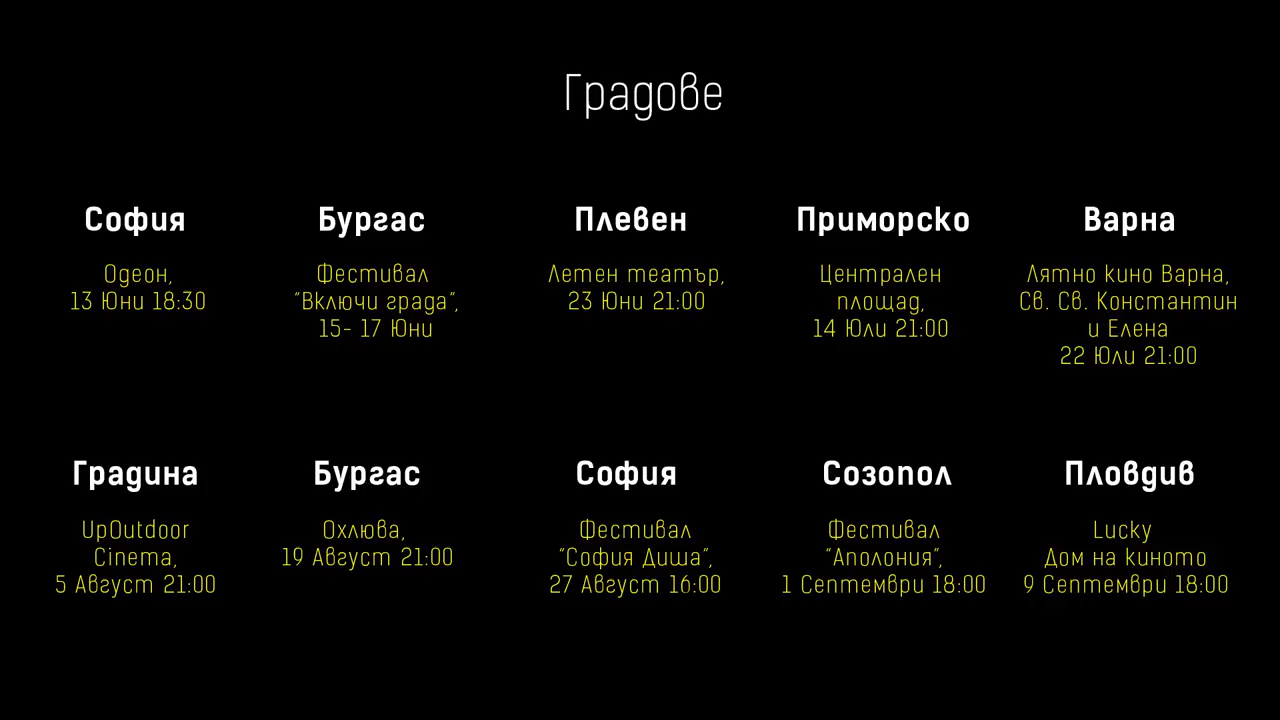 Градове
София
Одеон,
13 Юни 18:30
Бургас
Фестивал
"Включи града",
15- 17 Юни
Плевен
Летен театър,
23 Юни 21:00
Приморско
Централен
площад,
14 Юли 21:00
Варна
Лятно кино Варна,
Св. Св. Константин
и Елена
22 Юли 21:00
Градина
UpOutdoor
Cinema,
5 Август 21:00
Бургас
Охлюва,
19 Август 21:00
София
Фестивал
"София Диша",
27 Август 16:00
Созопол
Фестивал
"Аполония",
1 Септември 18:00
Пловдив
Lucky
Дом на киното
9 Септември 18:00